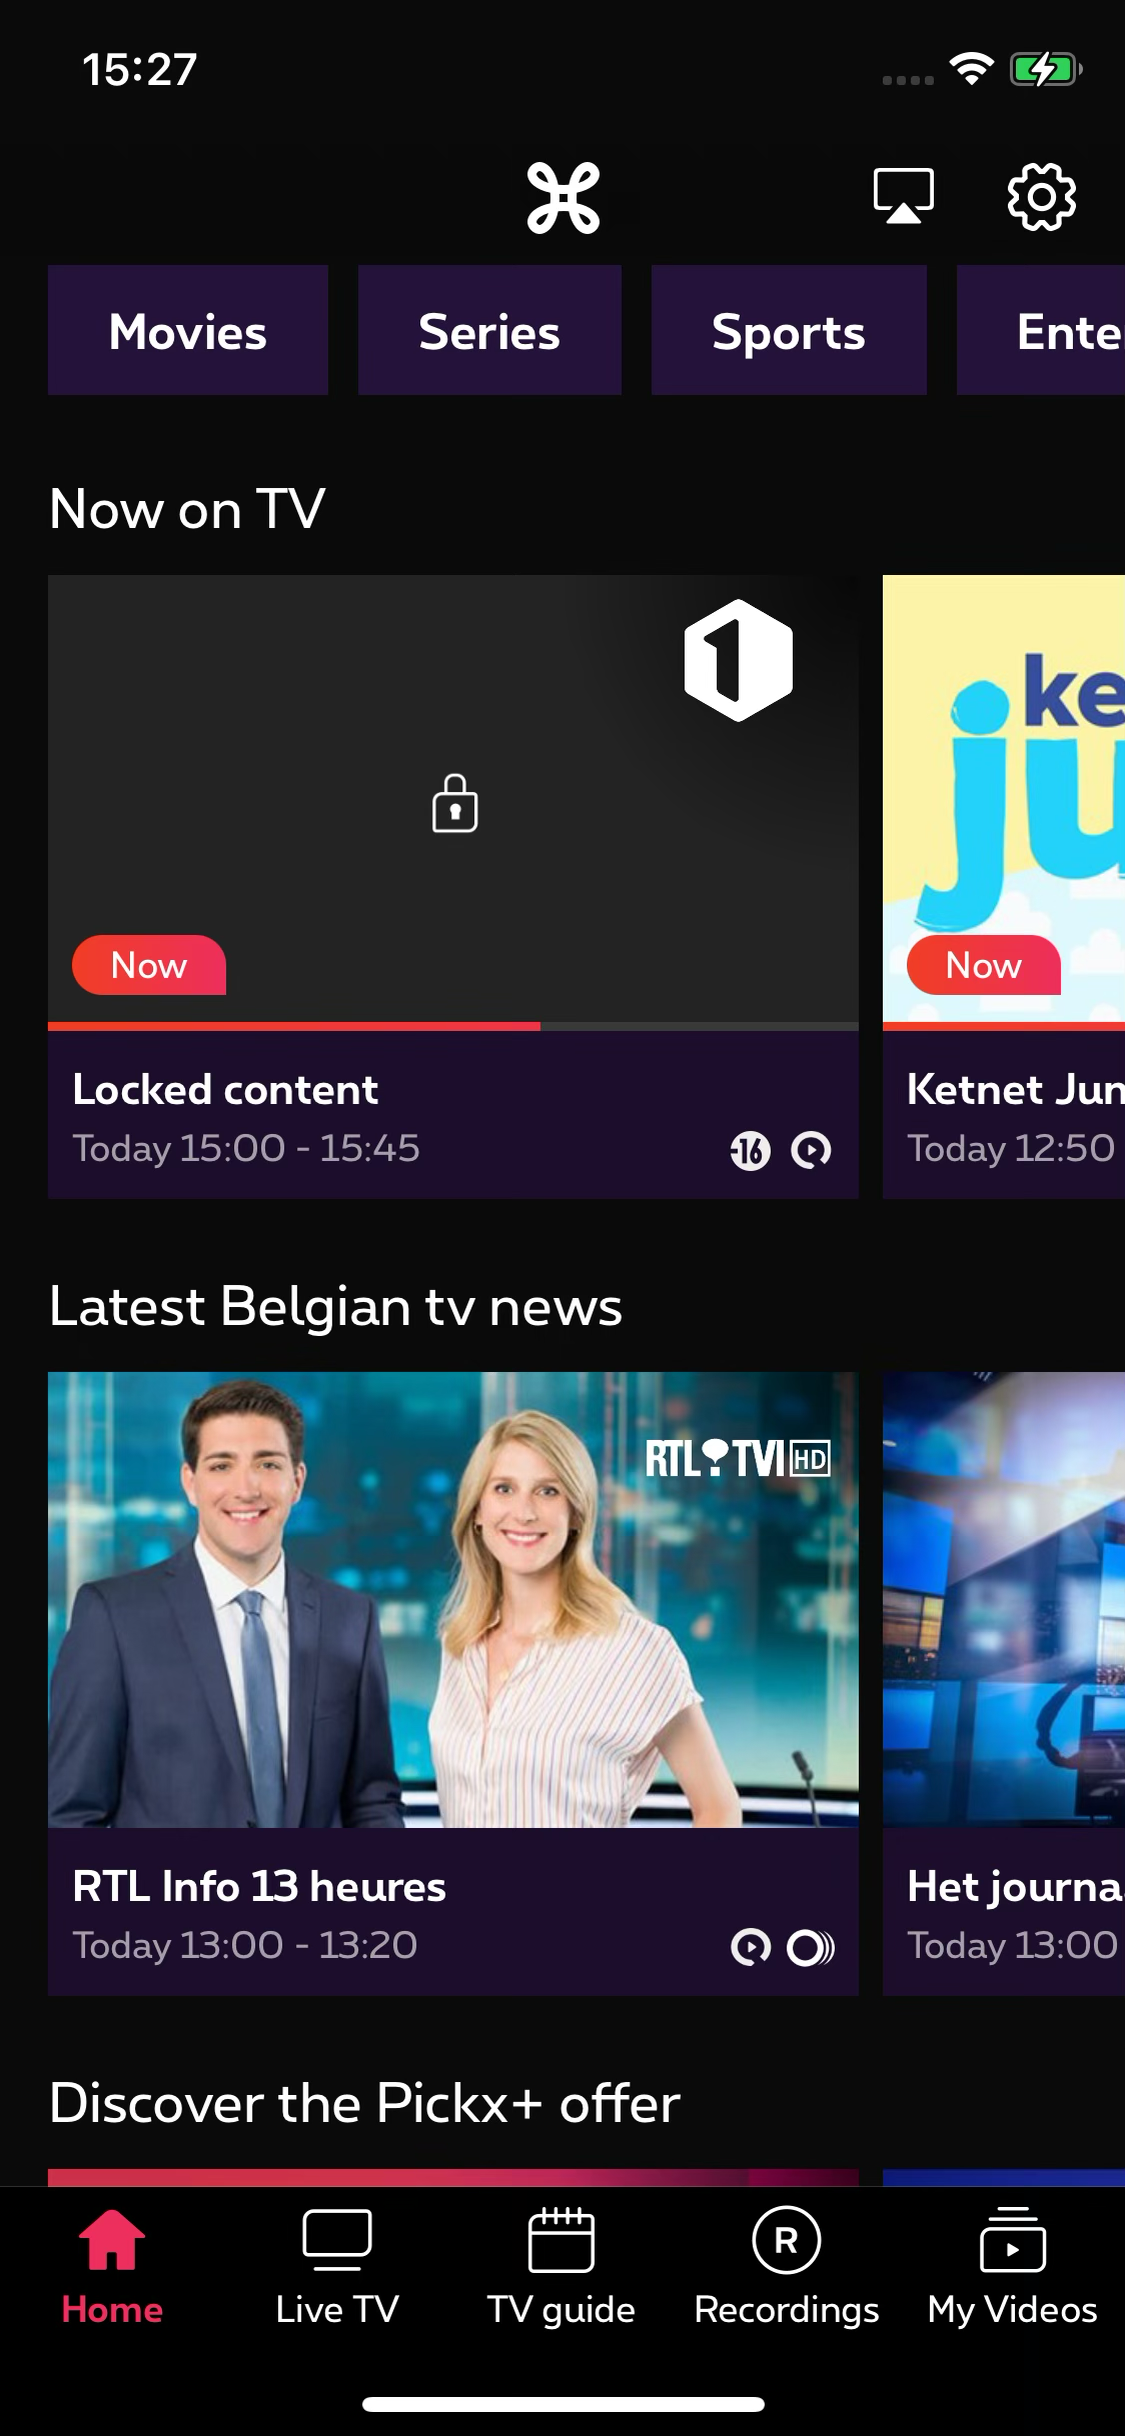 15:27
Movies
Series
Sports
Ente
Now on TV
1
ke
ju
Now
Now
Locked content
Ketnet Jun
Today 15:00 - 15:45
-16
Today 12:50
Latest Belgian tv news
RTL TVI HD
RTL Info 13 heures
Het journa
Today 13:00 - 13:20
Today 13:00
Discover the Pickx+ offer
R
Home
Live TV
TV guide
Recordings
My Videos